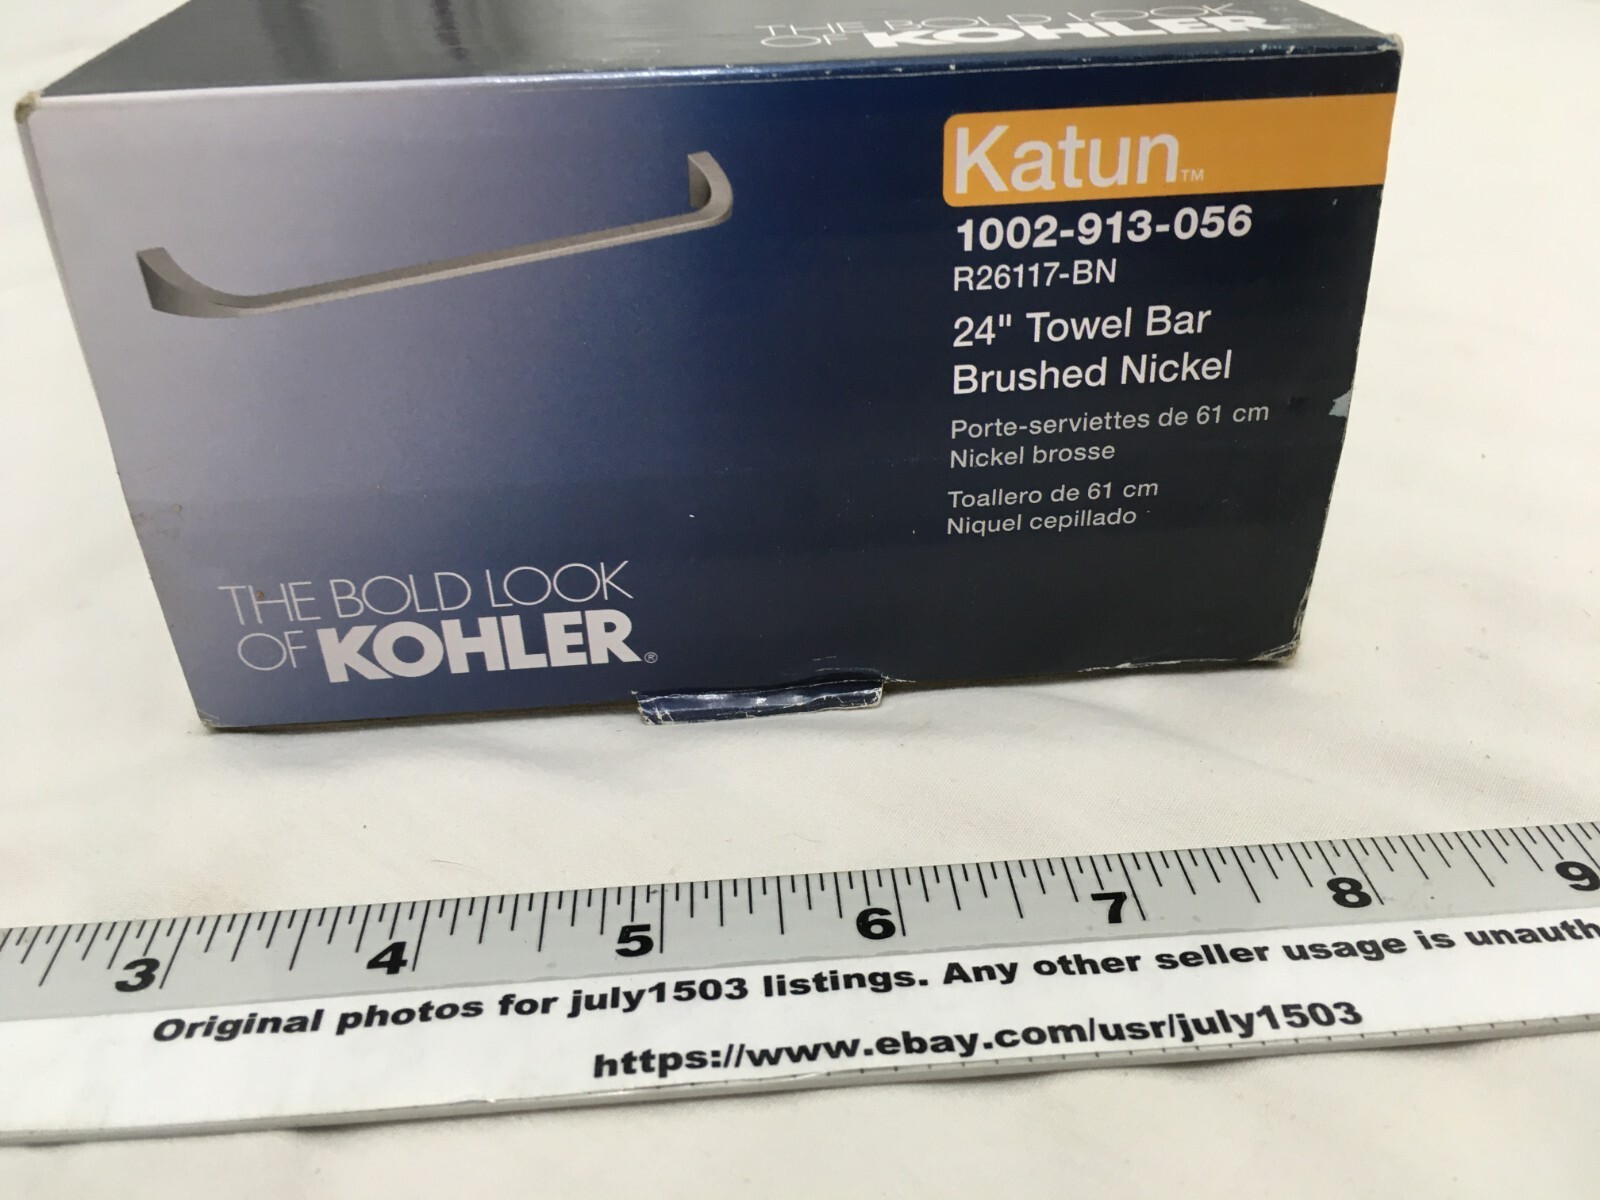 THE BOLD LOOK
OF KOHLER
Katun™
1002-913-056
R26117-BN
24" Towel Bar
Brushed Nickel
Porte-serviettes de 61 cm
Nickel brosse
Toallero de 61 cm
Niquel cepillado
THE BOLD LOOK
OF KOHLER®
3 4 5 6 7 8 9
Original photos for july1503 listings. Any other seller usage is unauth
https://www.ebay.com/usr/july1503